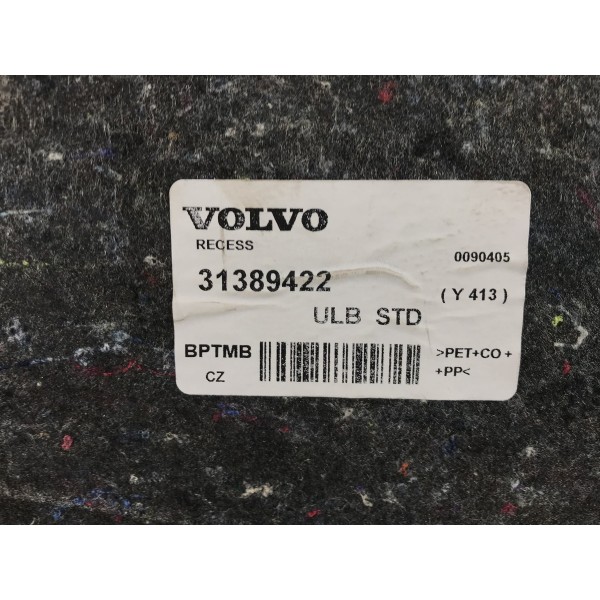 VOLVO
RECESS
0090405
31389422
( Y 413 )
ULB STD
BPTMB
>PET+CO+
CZ
+PP<